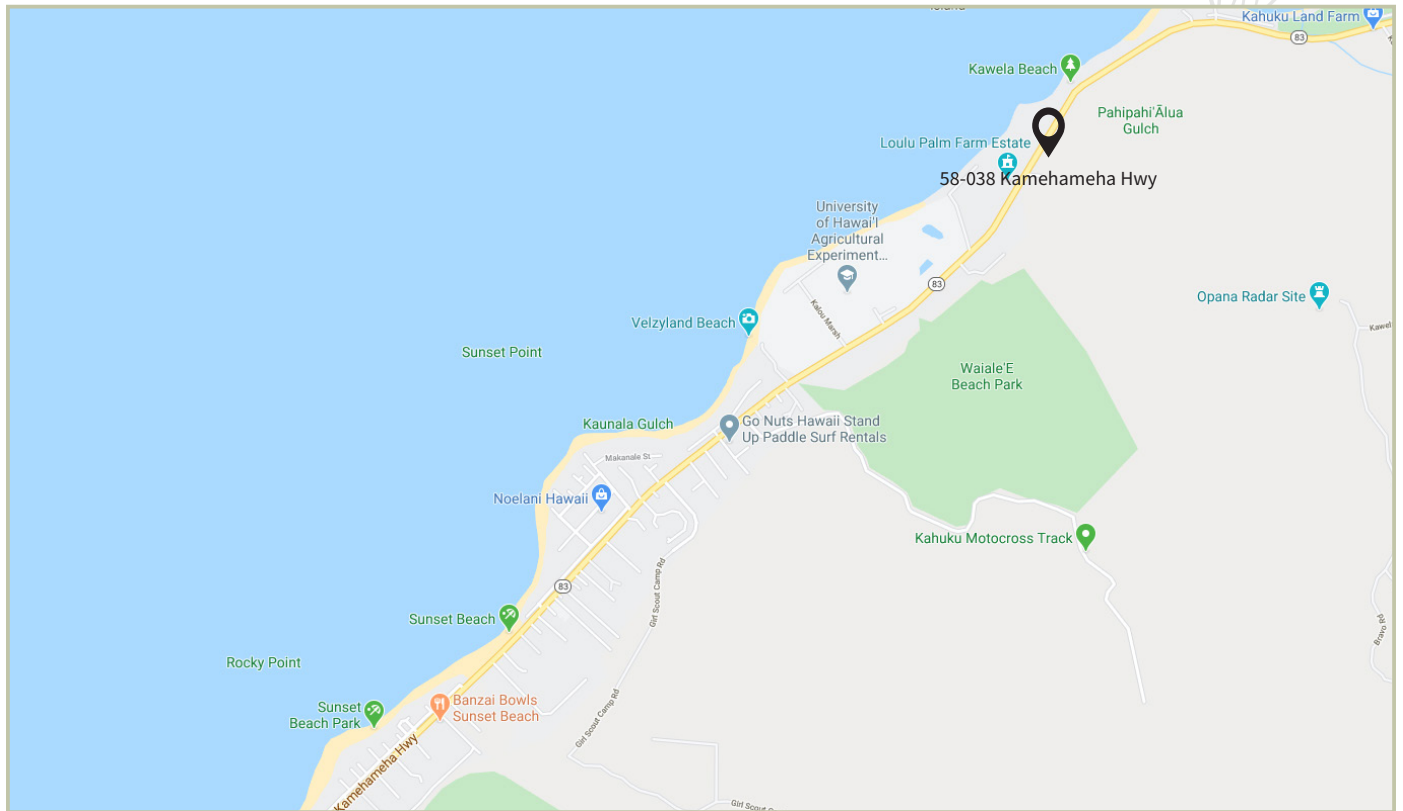 Kahuku Land Farm
83
Kawela Beach
Pahipahi'Ālua
Gulch
Loulu Palm Farm Estate
58-038 Kamehameha Hwy
University
of Hawai'I
Agricultural
Experiment...
83
Opana Radar Site
Kalou Marsh
Velzyland Beach
Kawel
Sunset Point
Waiale'E
Beach Park
Kaunala Gulch
Go Nuts Hawaii Stand
Up Paddle Surf Rentals
Makanale St
Noelani Hawaii
Kahuku Motocross Track
83
Girl Scout Camp Rd
Sunset Beach
Bravo Rd
Rocky Point
Sunset
Beach Park
Banzai Bowls
Sunset Beach
Girl Scout Camp Rd
Kamehameha Hwy